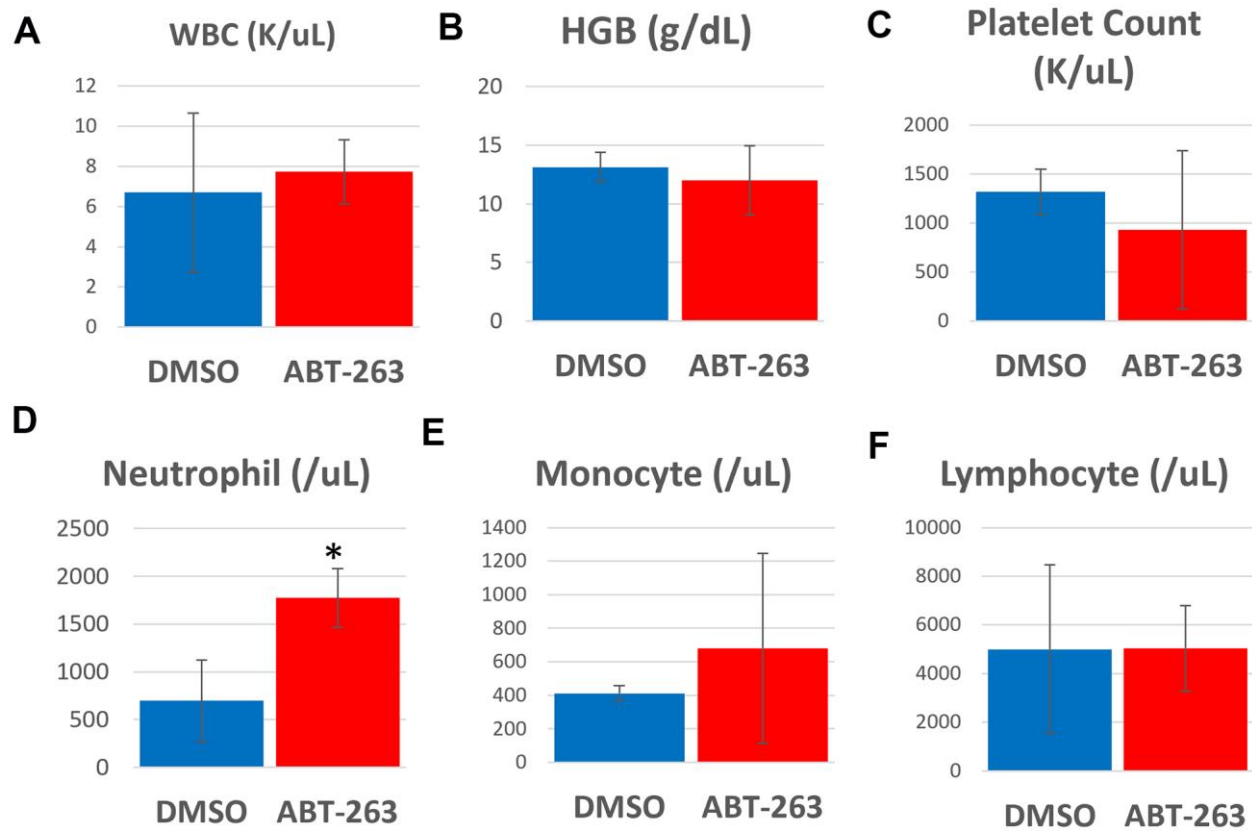 A
WBC (K/uL)
12
10
8
6
4
2
0
DMSO ABT-263
B
HGB (g/dL)
20
15
10
5
0
DMSO ABT-263
C
Platelet Count
(K/uL)
2000
1500
1000
500
0
DMSO ABT-263
D
Neutrophil (/uL)
2500
2000
1500
1000
500
0
*
DMSO ABT-263
E
Monocyte (/uL)
1400
1200
1000
800
600
400
200
0
DMSO ABT-263
F
Lymphocyte (/uL)
10000
8000
6000
4000
2000
0
DMSO ABT-263